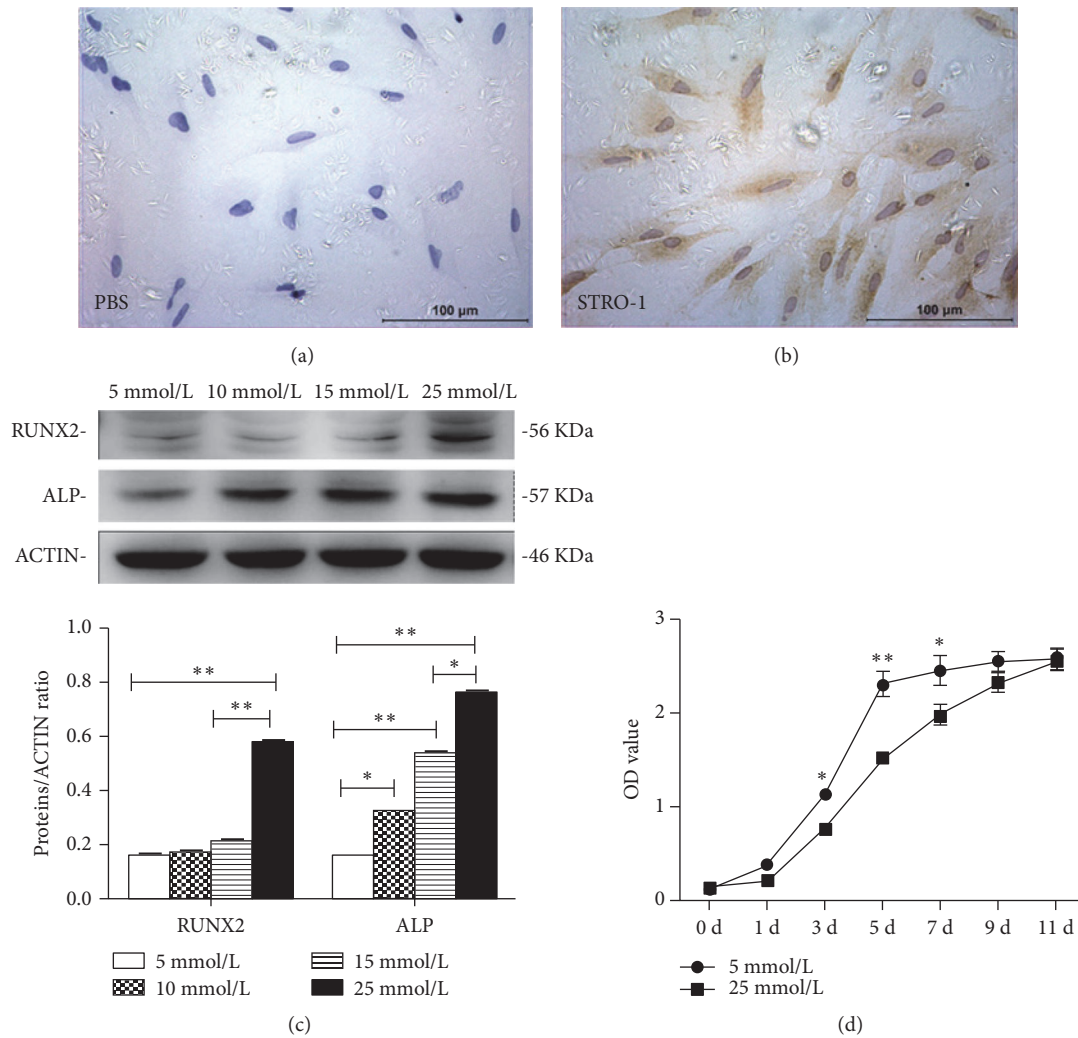 PBS
100 µm
(a)
STRO-1
100 µm
(b)
5 mmol/L 10 mmol/L 15 mmol/L 25 mmol/L
RUNX2- -56 KDa
ALP- -57 KDa
ACTIN- -46 KDa
Proteins/ACTIN ratio
1.0
0.8
0.6
0.4
0.2
0.0
**
**
*
**
**
**
*
RUNX2 ALP
5 mmol/L 15 mmol/L
10 mmol/L 25 mmol/L
(c)
OD value
3
2
1
0
*
**
*
0 d 1 d 3 d 5 d 7 d 9 d 11 d
5 mmol/L
25 mmol/L
(d)